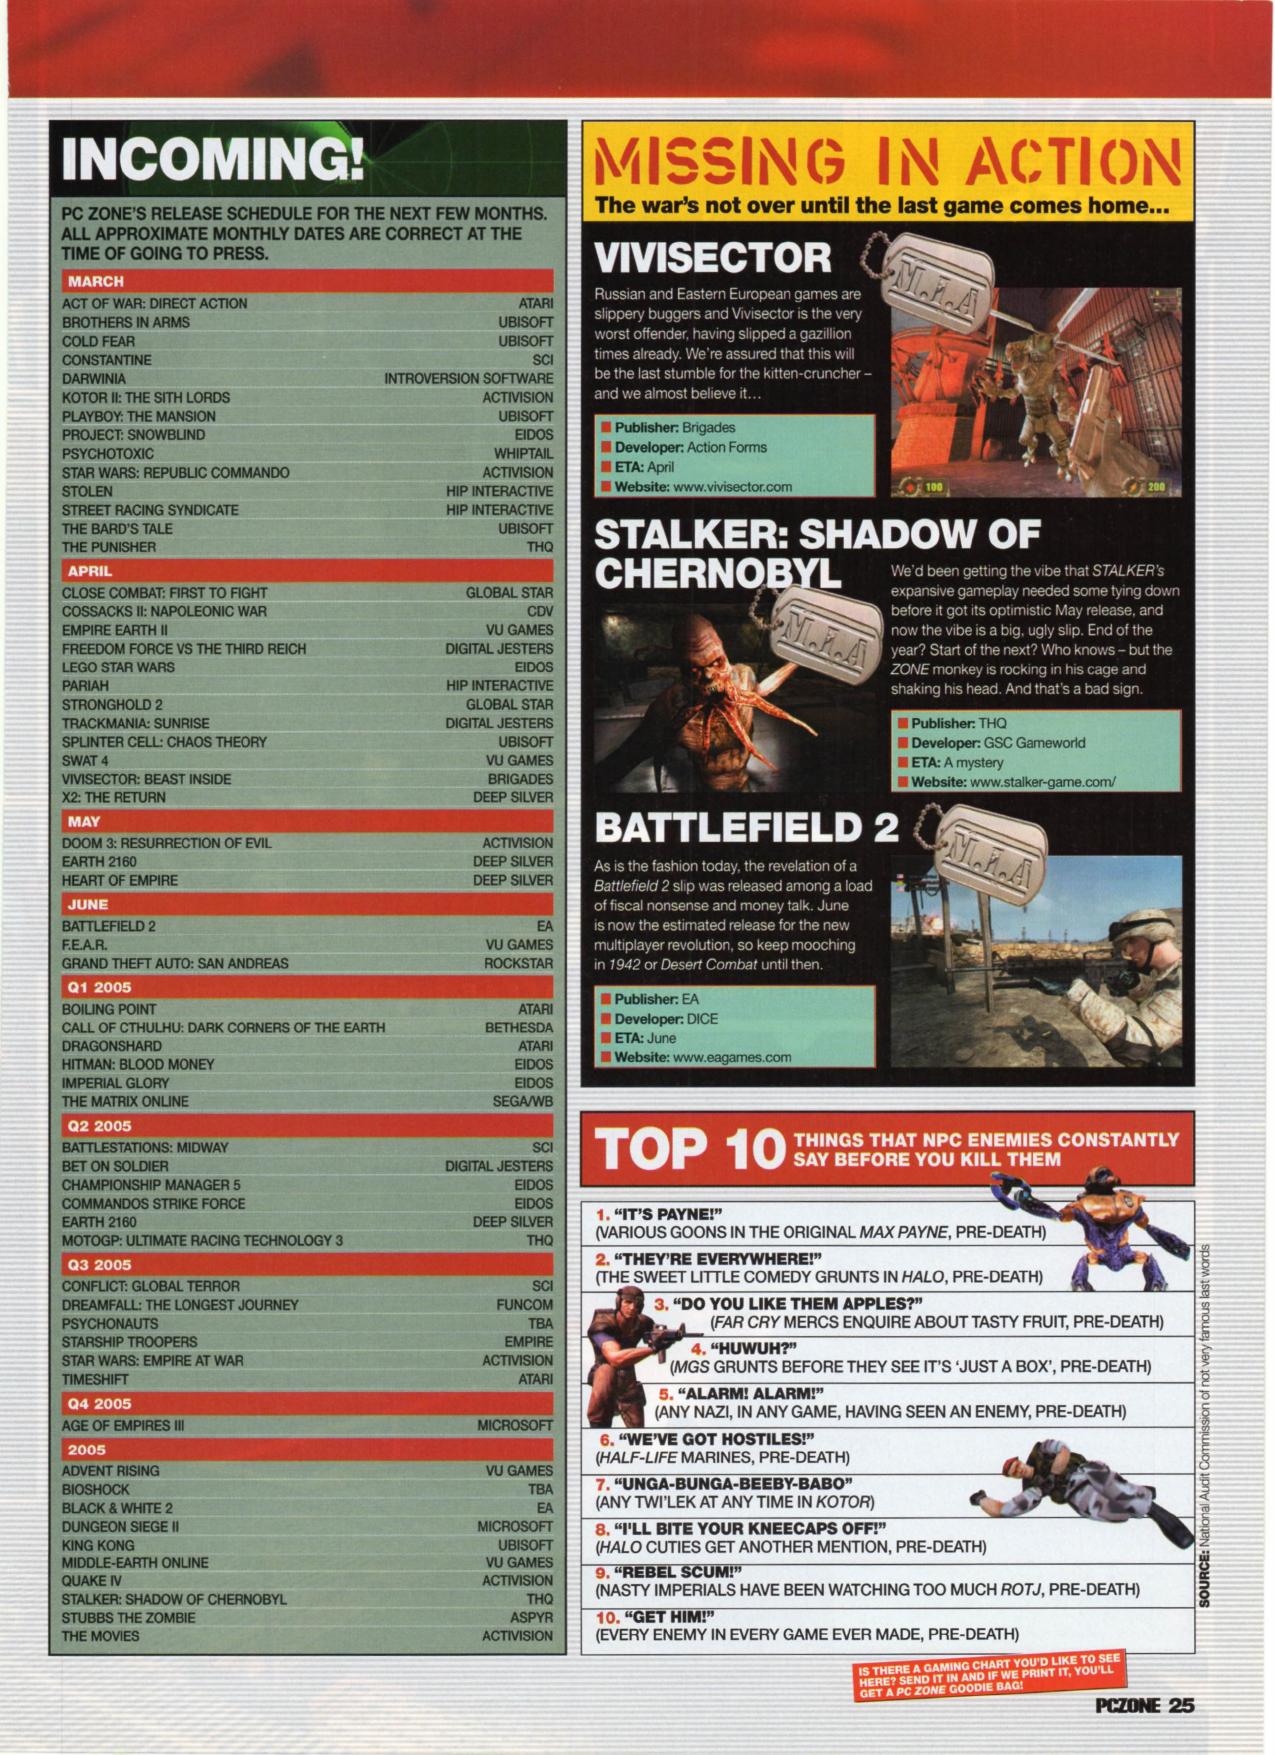 INCOMING!
PC ZONE'S RELEASE SCHEDULE FOR THE NEXT FEW MONTHS.
ALL APPROXIMATE MONTHLY DATES ARE CORRECT AT THE
TIME OF GOING TO PRESS.
MARCH
ACT OF WAR: DIRECT ACTION ATARI
BROTHERS IN ARMS UBISOFT
COLD FEAR UBISOFT
CONSTANTINE SCI
DARWINIA INTROVERSION SOFTWARE
KOTOR II: THE SITH LORDS ACTIVISION
PLAYBOY: THE MANSION UBISOFT
PROJECT: SNOWBLIND EIDOS
PSYCHOTOXIC WHIPTAIL
STAR WARS: REPUBLIC COMMANDO ACTIVISION
STOLEN HIP INTERACTIVE
STREET RACING SYNDICATE HIP INTERACTIVE
THE BARD'S TALE UBISOFT
THE PUNISHER THQ
APRIL
CLOSE COMBAT: FIRST TO FIGHT GLOBAL STAR
COSSACKS II: NAPOLEONIC WAR CDV
EMPIRE EARTH II VU GAMES
FREEDOM FORCE VS THE THIRD REICH DIGITAL JESTERS
LEGO STAR WARS EIDOS
PARIAH HIP INTERACTIVE
STRONGHOLD 2 GLOBAL STAR
TRACKMANIA: SUNRISE DIGITAL JESTERS
SPLINTER CELL: CHAOS THEORY UBISOFT
SWAT 4 VU GAMES
VIVISECTOR: BEAST INSIDE BRIGADES
X2: THE RETURN DEEP SILVER
MAY
DOOM 3: RESURRECTION OF EVIL ACTIVISION
EARTH 2160 DEEP SILVER
HEART OF EMPIRE DEEP SILVER
JUNE
BATTLEFIELD 2 EA
F.E.A.R. VU GAMES
GRAND THEFT AUTO: SAN ANDREAS ROCKSTAR
Q1 2005
BOILING POINT ATARI
CALL OF CTHULHU: DARK CORNERS OF THE EARTH BETHESDA
DRAGONSHARD ATARI
HITMAN: BLOOD MONEY EIDOS
IMPERIAL GLORY EIDOS
THE MATRIX ONLINE SEGA/WB
Q2 2005
BATTLESTATIONS: MIDWAY SCI
BET ON SOLDIER DIGITAL JESTERS
CHAMPIONSHIP MANAGER 5 EIDOS
COMMANDOS STRIKE FORCE EIDOS
EARTH 2160 DEEP SILVER
MOTOGP: ULTIMATE RACING TECHNOLOGY 3 THQ
Q3 2005
CONFLICT: GLOBAL TERROR SCI
DREAMFALL: THE LONGEST JOURNEY FUNCOM
PSYCHONAUTS TBA
STARSHIP TROOPERS EMPIRE
STAR WARS: EMPIRE AT WAR ACTIVISION
TIMESHIFT ATARI
Q4 2005
AGE OF EMPIRES III MICROSOFT
2005
ADVENT RISING VU GAMES
BIOSHOCK TBA
BLACK & WHITE 2 EA
DUNGEON SIEGE II MICROSOFT
KING KONG UBISOFT
MIDDLE-EARTH ONLINE VU GAMES
QUAKE IV ACTIVISION
STALKER: SHADOW OF CHERNOBYL THQ
STUBBS THE ZOMBIE ASPYR
THE MOVIES ACTIVISION
MISSING IN ACTION
The war's not over until the last game comes home...
VIVISECTOR
M.I.A
Russian and Eastern European games are
slippery buggers and Vivisector is the very
worst offender, having slipped a gazillion
times already. We're assured that this will
be the last stumble for the kitten-cruncher –
and we almost believe it...
Publisher: Brigades
Developer: Action Forms
ETA: April
Website: www.vivisector.com
100 200
STALKER: SHADOW OF
CHERNOBYL
M.I.A
We'd been getting the vibe that STALKER's
expansive gameplay needed some tying down
before it got its optimistic May release, and
now the vibe is a big, ugly slip. End of the
year? Start of the next? Who knows – but the
ZONE monkey is rocking in his cage and
shaking his head. And that's a bad sign.
Publisher: THQ
Developer: GSC Gameworld
ETA: A mystery
Website: www.stalker-game.com/
BATTLEFIELD 2
M.I.A
As is the fashion today, the revelation of a
Battlefield 2 slip was released among a load
of fiscal nonsense and money talk. June
is now the estimated release for the new
multiplayer revolution, so keep mooching
in 1942 or Desert Combat until then.
Publisher: EA
Developer: DICE
ETA: June
Website: www.eagames.com
TOP 10 THINGS THAT NPC ENEMIES CONSTANTLY
SAY BEFORE YOU KILL THEM
1. “IT'S PAYNE!”
(VARIOUS GOONS IN THE ORIGINAL MAX PAYNE, PRE-DEATH)
2. “THEY'RE EVERYWHERE!”
(THE SWEET LITTLE COMEDY GRUNTS IN HALO, PRE-DEATH)
3. “DO YOU LIKE THEM APPLES?”
(FAR CRY MERCS ENQUIRE ABOUT TASTY FRUIT, PRE-DEATH)
4. “HUWUH?”
(MGS GRUNTS BEFORE THEY SEE IT'S ‘JUST A BOX’, PRE-DEATH)
5. “ALARM! ALARM!”
(ANY NAZI, IN ANY GAME, HAVING SEEN AN ENEMY, PRE-DEATH)
6. “WE'VE GOT HOSTILES!”
(HALF-LIFE MARINES, PRE-DEATH)
7. “UNGA-BUNGA-BEEBY-BABO”
(ANY TWI'LEK AT ANY TIME IN KOTOR)
8. “I'LL BITE YOUR KNEECAPS OFF!”
(HALO CUTIES GET ANOTHER MENTION, PRE-DEATH)
9. “REBEL SCUM!”
(NASTY IMPERIALS HAVE BEEN WATCHING TOO MUCH ROTJ, PRE-DEATH)
10. “GET HIM!”
(EVERY ENEMY IN EVERY GAME EVER MADE, PRE-DEATH)
SOURCE: National Audit Commission of not very famous last words
IS THERE A GAMING CHART YOU'D LIKE TO SEE
HERE? SEND IT IN AND IF WE PRINT IT, YOU'LL
GET A PC ZONE GOODIE BAG!
PCZONE 25